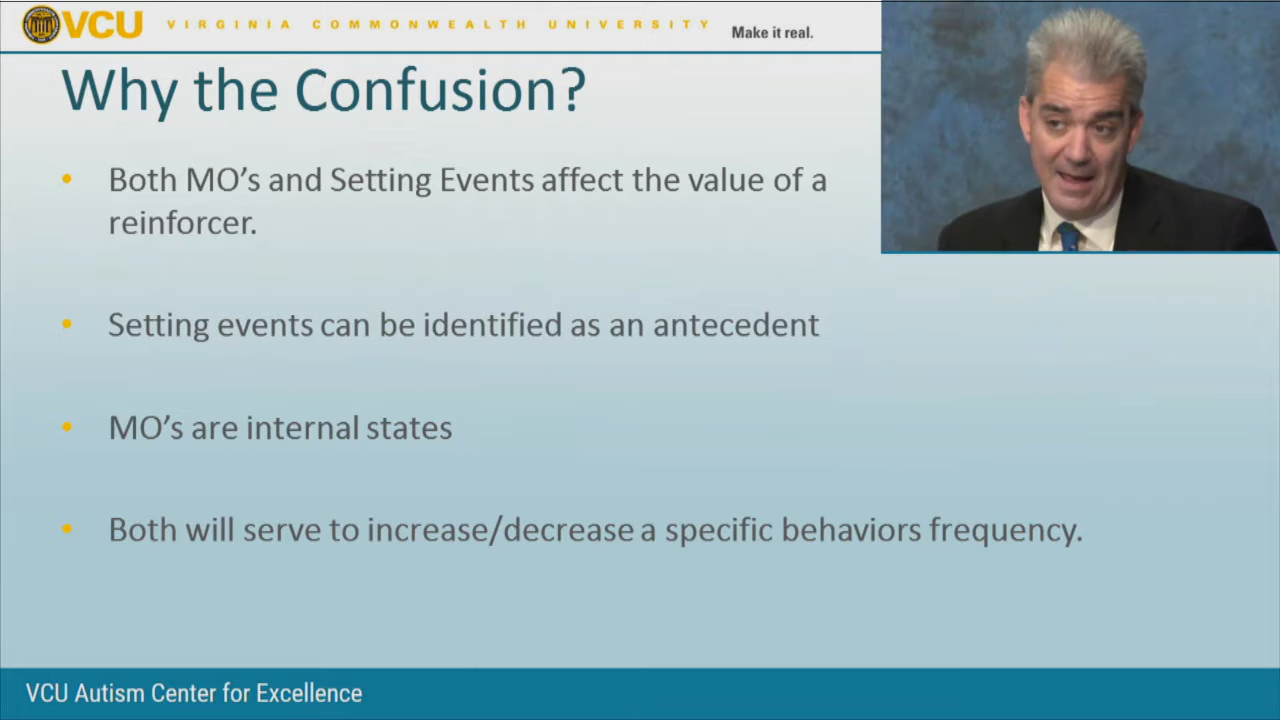 VCU VIRGINIA COMMONWEALTH UNIVERSITY Make it real.
Why the Confusion?
• Both MO's and Setting Events affect the value of a
reinforcer.
• Setting events can be identified as an antecedent
• MO's are internal states
• Both will serve to increase/decrease a specific behaviors frequency.
VCU Autism Center for Excellence